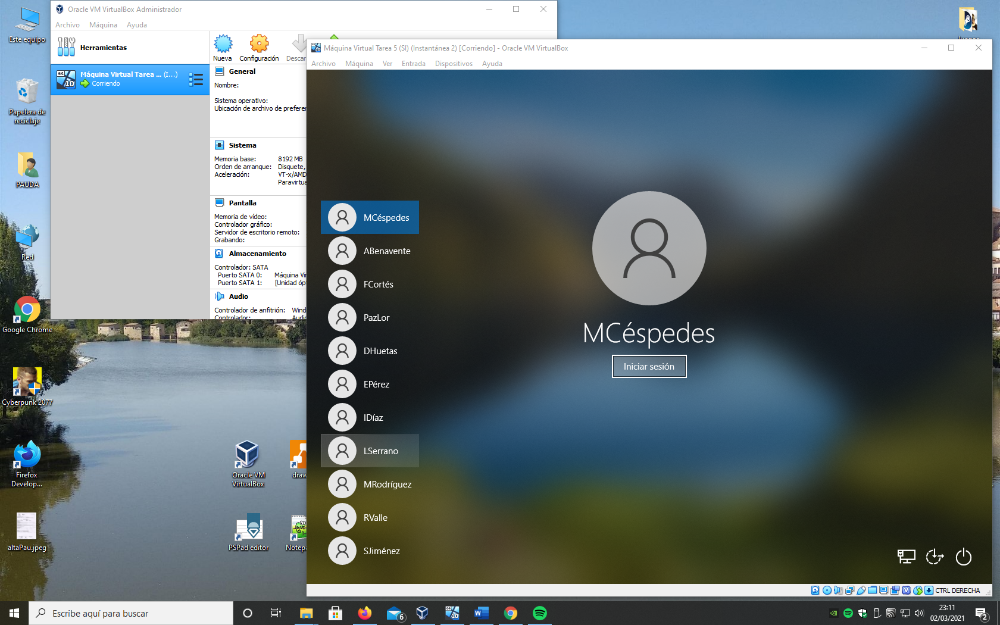 Oracle VM VirtualBox Administrador
Archivo Máquina Ayuda
Herramientas
Nueva Configuración Descar
Máquina Virtual Tarea ... (I...)
Corriendo
General
Nombre:
Sistema operativo:
Ubicación de archivo de preferen
Sistema
Memoria base: 8192 MB
Orden de arranque: Disquete,
Aceleración: VT-x/AMD
Paravirtua
Pantalla
Memoria de vídeo:
Controlador gráfico:
Servidor de escritorio remoto:
Grabando:
Almacenamiento
Controlador: SATA
Puerto SATA 0: Máquina Vir
Puerto SATA 1: [Unidad óp
Audio
Controlador de anfitrión: Wind
Controlador: Audio
Máquina Virtual Tarea 5 (SI) (Instantánea 2) [Corriendo] - Oracle VM VirtualBox
Archivo Máquina Ver Entrada Dispositivos Ayuda
MCéspedes
ABenavente
FCortés
PazLor
DHuetas
EPérez
IDíaz
LSerrano
MRodríguez
RValle
SJiménez
MCéspedes
Iniciar sesión
CTRL DERECHA
Este equipo
Papelera de
reciclaje
PAUDA
Red
Google Chrome
Cyberpunk 2077
Firefox
Develop...
altaPau.jpeg
Oracle VM
VirtualBox
draw
PSPad editor
Notep
Escribe aquí para buscar
6
23:11
02/03/2021
2